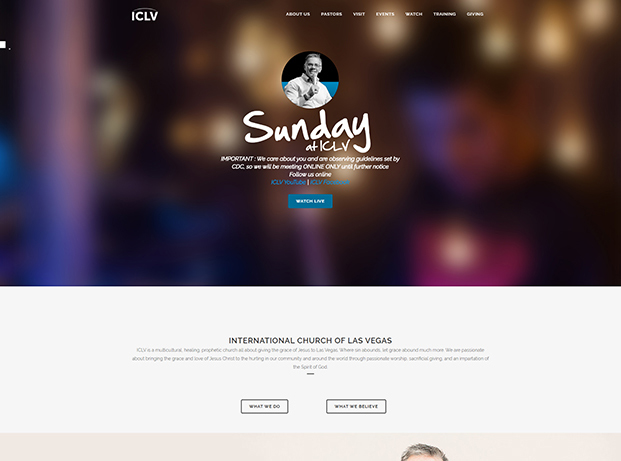 ICLV
ABOUT US PASTORS VISIT EVENTS WATCH TRAINING GIVING
Sunday
at ICLV
IMPORTANT : We care about you and are observing guidelines set by
CDC, so we will be meeting ONLINE ONLY until further notice
Follow us online
ICLV YouTube | ICLV Facebook
WATCH LIVE
INTERNATIONAL CHURCH OF LAS VEGAS
ICLV is a multicultural, healing, prophetic church all about giving the grace of Jesus to Las Vegas. Where sin abounds, let grace abound much more. We are passionate
about bringing the grace and love of Jesus Christ to the hurting in our community and around the world through passionate worship, sacrificial giving, and an impartation of
the Spirit of God.
WHAT WE DO WHAT WE BELIEVE